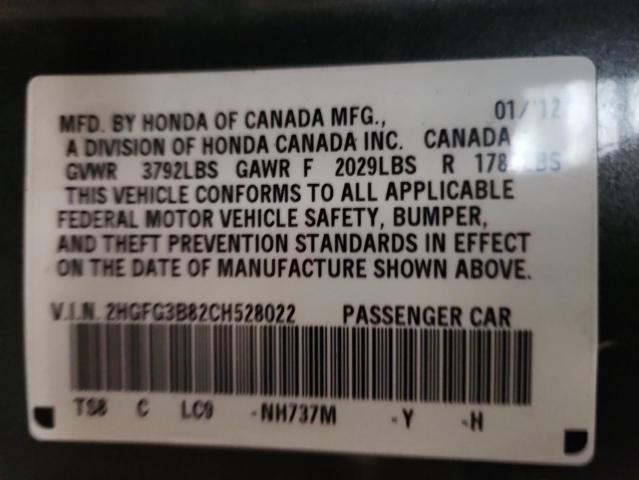 MFD. BY HONDA OF CANADA MFG., 01/'12
A DIVISION OF HONDA CANADA INC. CANADA
GVWR 3792LBS GAWR F 2029LBS R
THIS VEHICLE CONFORMS TO ALL APPLICABLE
FEDERAL MOTOR VEHICLE SAFETY, BUMPER,
AND THEFT PREVENTION STANDARDS IN EFFECT
ON THE DATE OF MANUFACTURE SHOWN ABOVE.
V.I.N. 2HGFG3B82CH528022 PASSENGER CAR
TS8 C LC9 -NH737M -Y -H